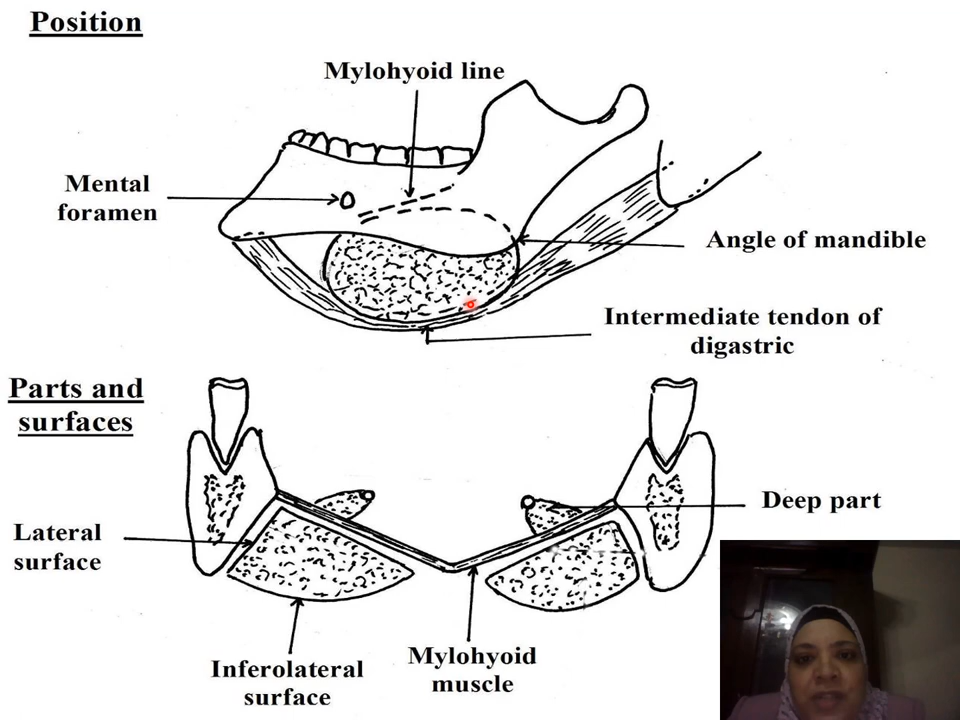 Position
Mylohyoid line
Mental
foramen
Angle of mandible
Intermediate tendon of
digastric
Parts and
surfaces
Deep part
Lateral
surface
Inferolateral
surface
Mylohyoid
muscle